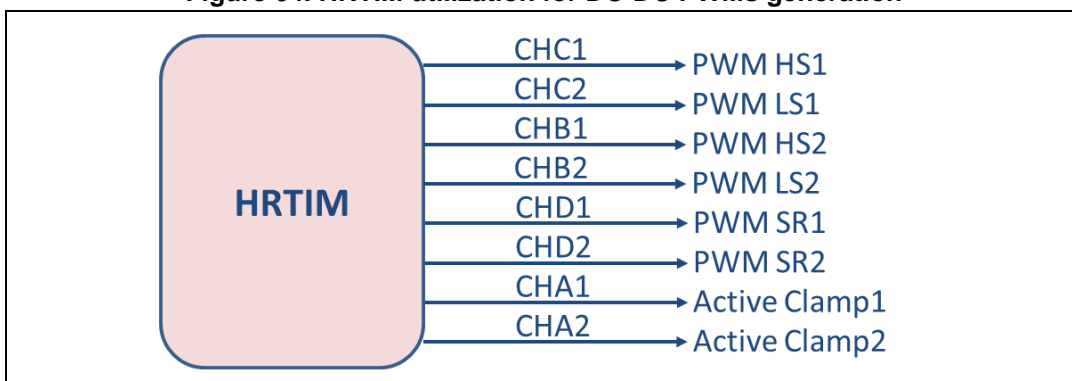 HRTIM
CHC1
PWM HS1
CHC2
PWM LS1
CHB1
PWM HS2
CHB2
PWM LS2
CHD1
PWM SR1
CHD2
PWM SR2
CHA1
Active Clamp1
CHA2
Active Clamp2